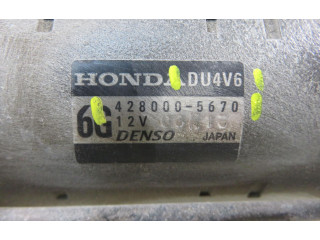 HONDA DU4V6
6G 428000-5670
12V
DENSO JAPAN